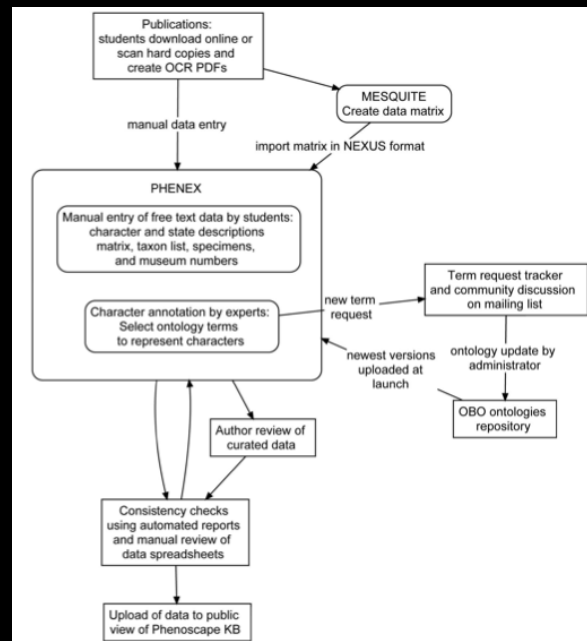 Publications:
students download online or
scan hard copies and
create OCR PDFs
MESQUITE
Create data matrix
manual data entry
import matrix in NEXUS format
PHENEX
Manual entry of free text data by students:
character and state descriptions
matrix, taxon list, specimens,
and museum numbers
Character annotation by experts:
Select ontology terms
to represent characters
new term
request
Term request tracker
and community discussion
on mailing list
newest versions
uploaded at
launch
ontology update by
administrator
OBO ontologies
repository
Author review of
curated data
Consistency checks
using automated reports
and manual review of
data spreadsheets
Upload of data to public
view of Phenoscape KB